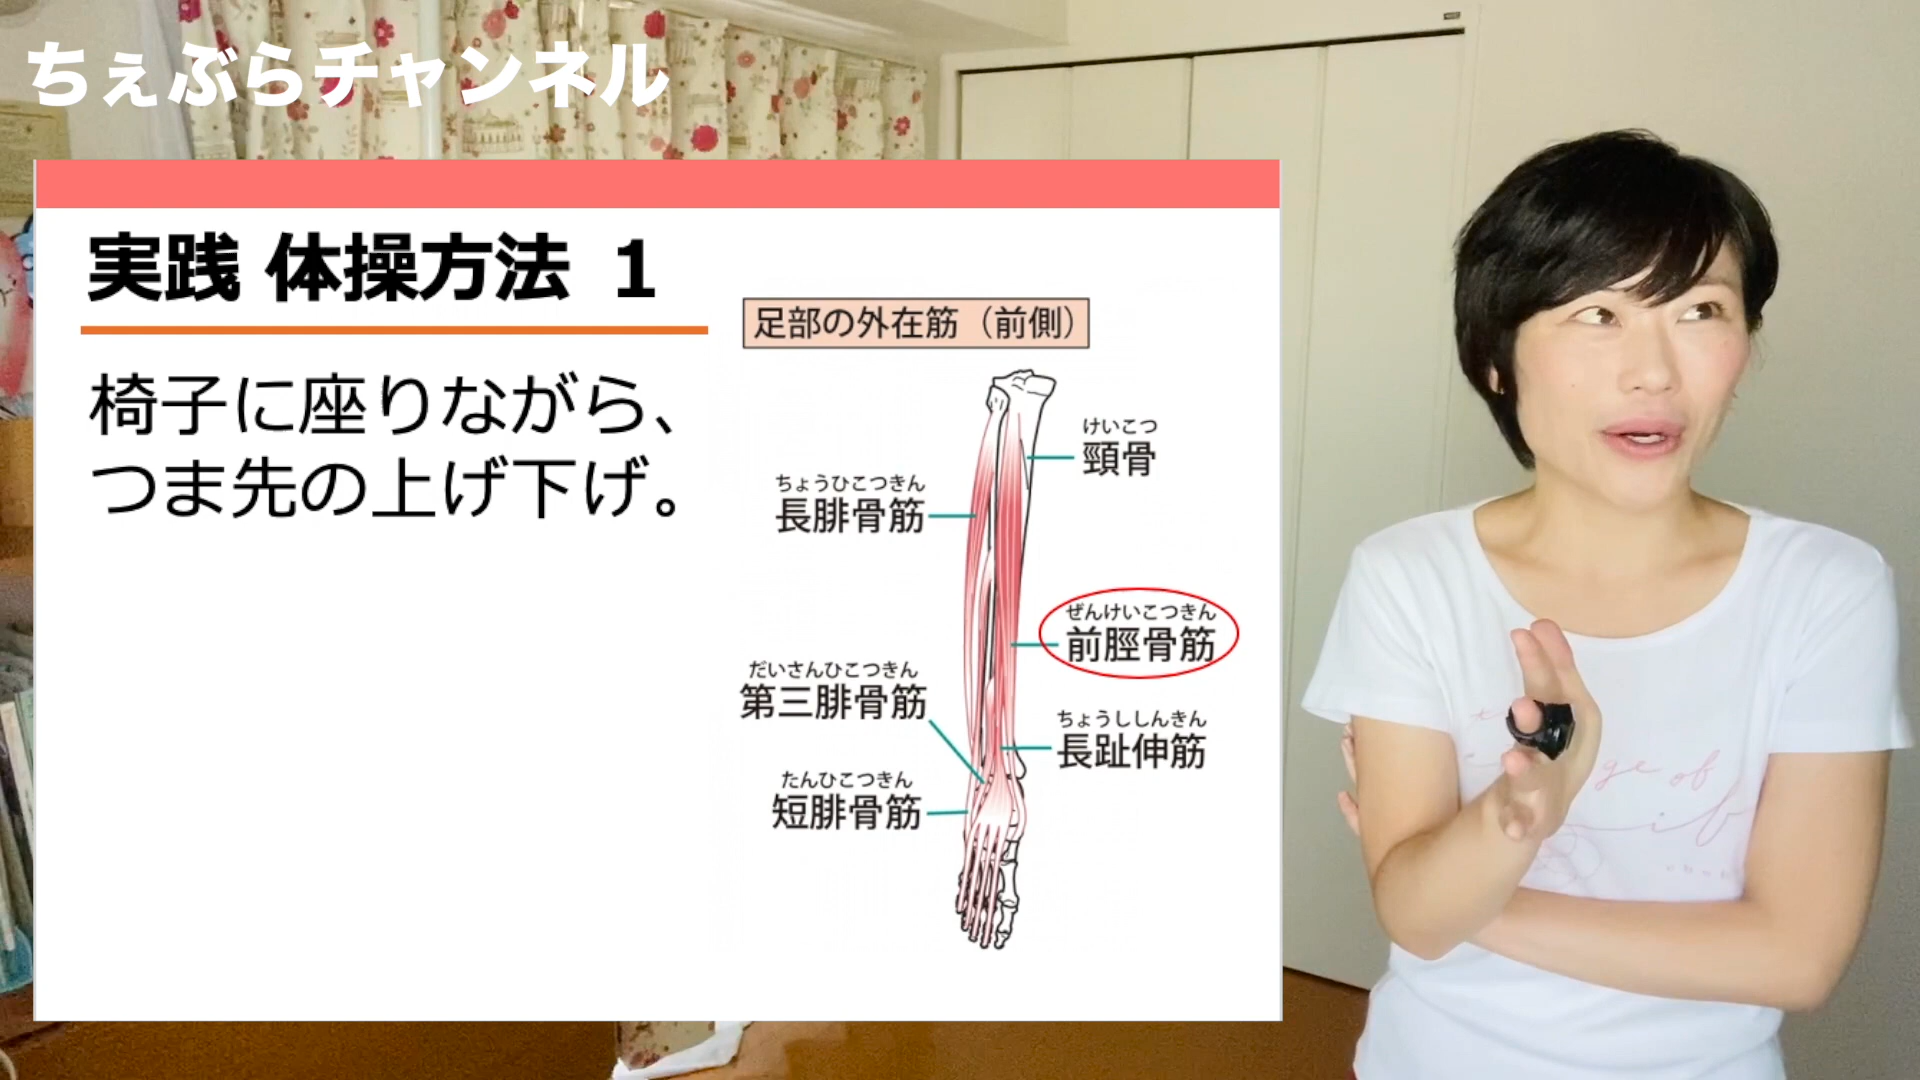 ちぇぶらチャンネル
実践 体操方法 1
椅子に座りながら、
つま先の上げ下げ。
足部の外在筋（前側）
けいこつ
頸骨
ちょうひこつきん
長腓骨筋
ぜんけいこつきん
前脛骨筋
だいさんひこつきん
第三腓骨筋
ちょうししんきん
長趾伸筋
たんひこつきん
短腓骨筋
ge of